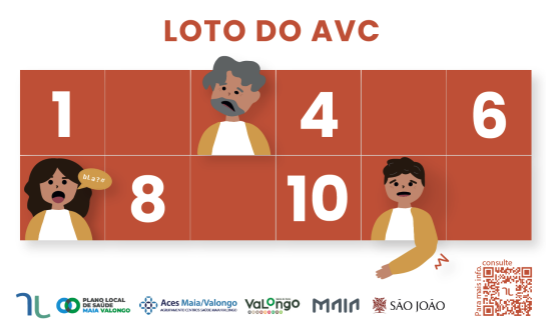 LOTO DO AVC
1
4
6
bLa?#
8
10
consulte
Para mais info.
PLANO LOCAL
DE SAÚDE
MAIA VALONGO
Aces Maia/Valongo
VaLOngo
MAIA
SÃO JOÃO